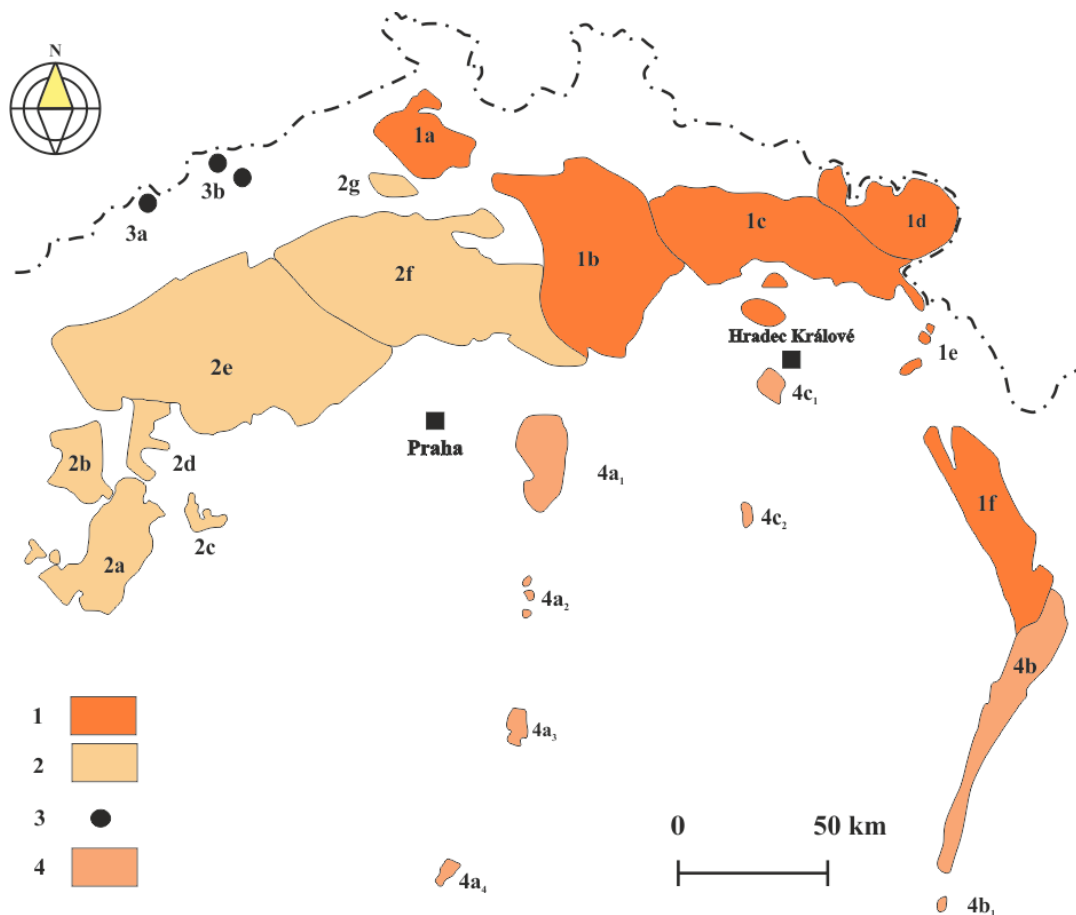 N
1a
3b
2g
3a
1d
1c
1b
2f
Hradec Králové
1e
2e
4c₁
Praha
2b
2d
4a₁
1f
4c₂
2c
2a
4a₂
4b
1
4a₃
2
3
0 50 km
4
4a₄
4b₁